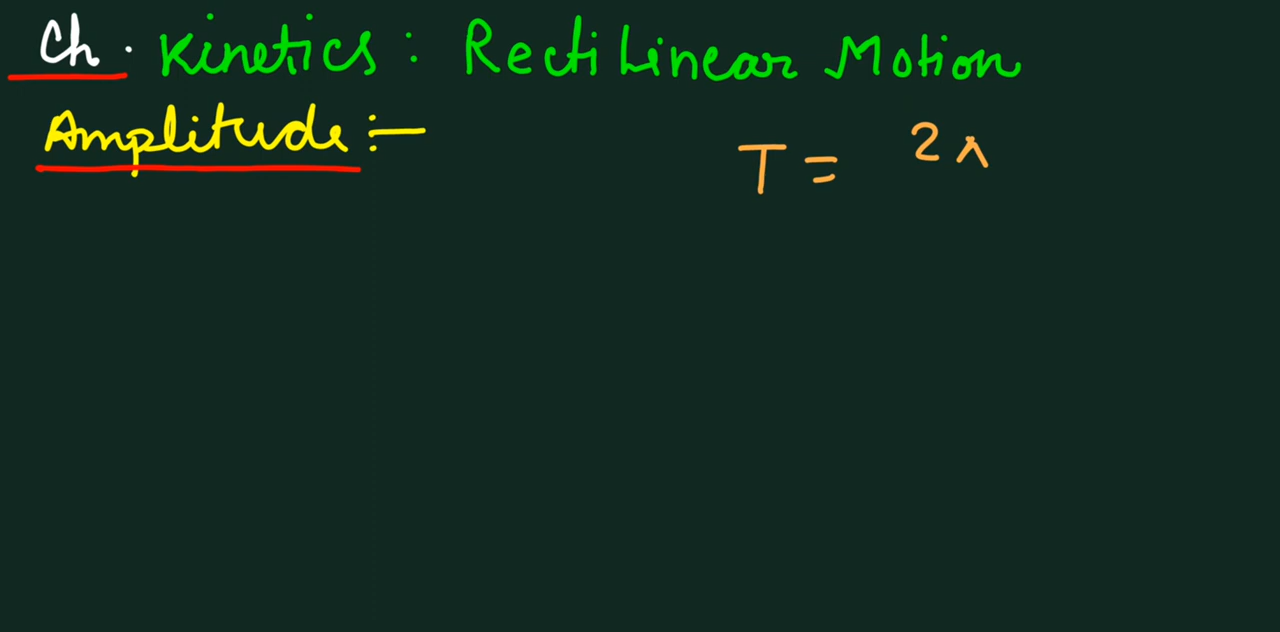 Ch. Kinetics: RectiLinear Motion
Amplitude:-
T = 2